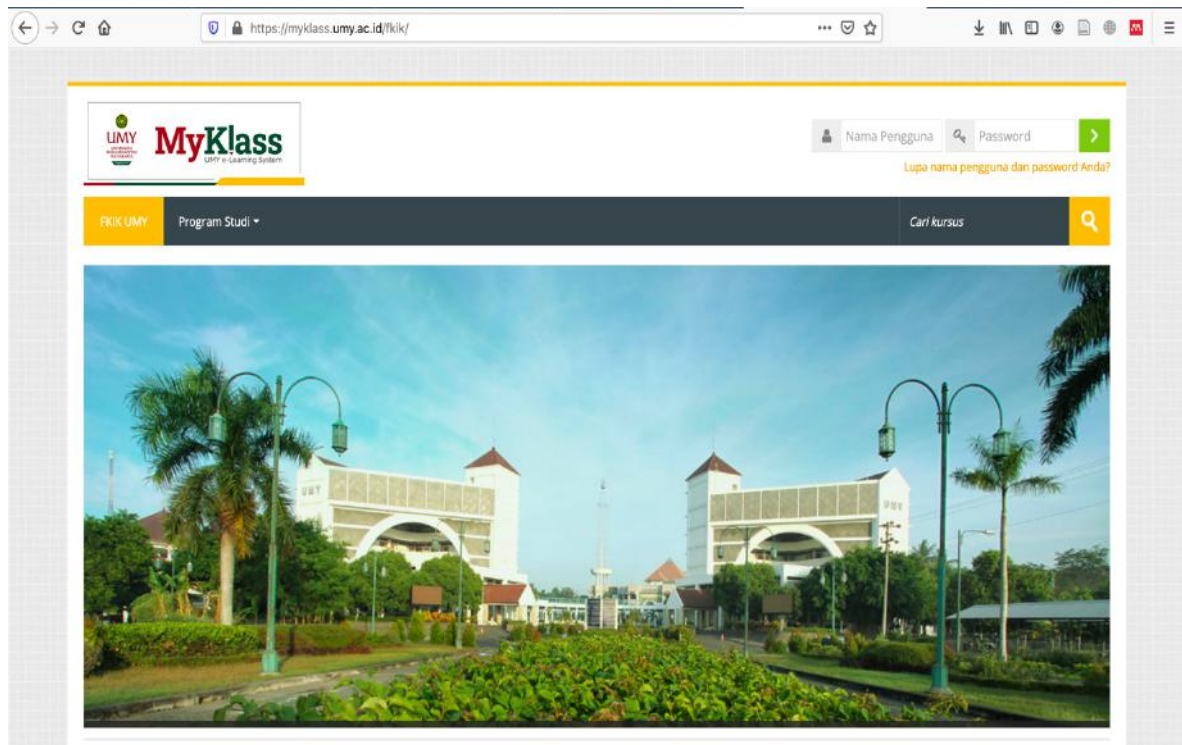 https://myklass.umy.ac.id/fkik/
UMY
MyKlass
UMY e-Learning System
Nama Pengguna
Password
Lupa nama pengguna dan password Anda?
FKIK UMY
Program Studi
Cari kursus
UMY
UMY